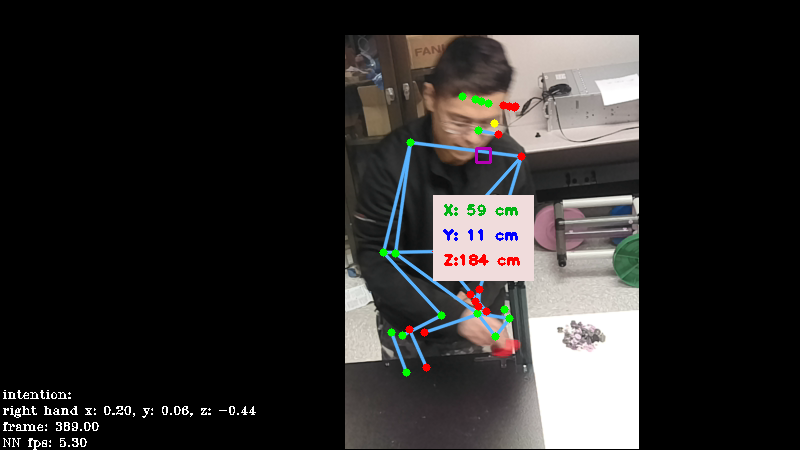 FANU
X: 59 cm
Y: 11 cm
Z:184 cm
intention:
right hand x: 0.20, y: 0.06, z: −0.44
frame: 389.00
NN fps: 5.30